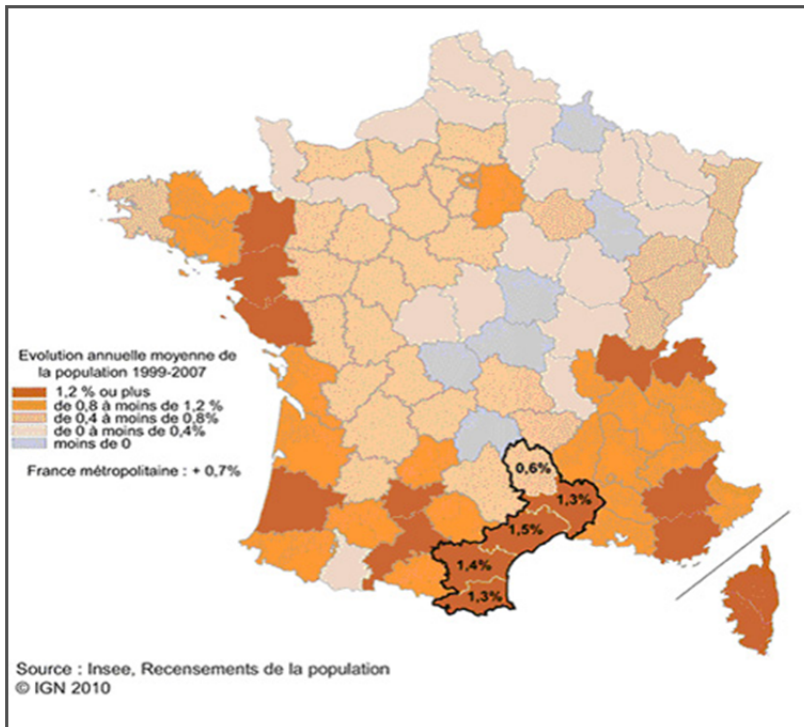 0,6%
1,3%
1,5%
1,4%
1,3%
Evolution annuelle moyenne de
la population 1999-2007
1,2 % ou plus
de 0,8 à moins de 1,2 %
de 0,4 à moins de 0,8%
de 0 à moins de 0,4%
moins de 0
France métropolitaine : + 0,7%
Source : Insee, Recensements de la population
© IGN 2010